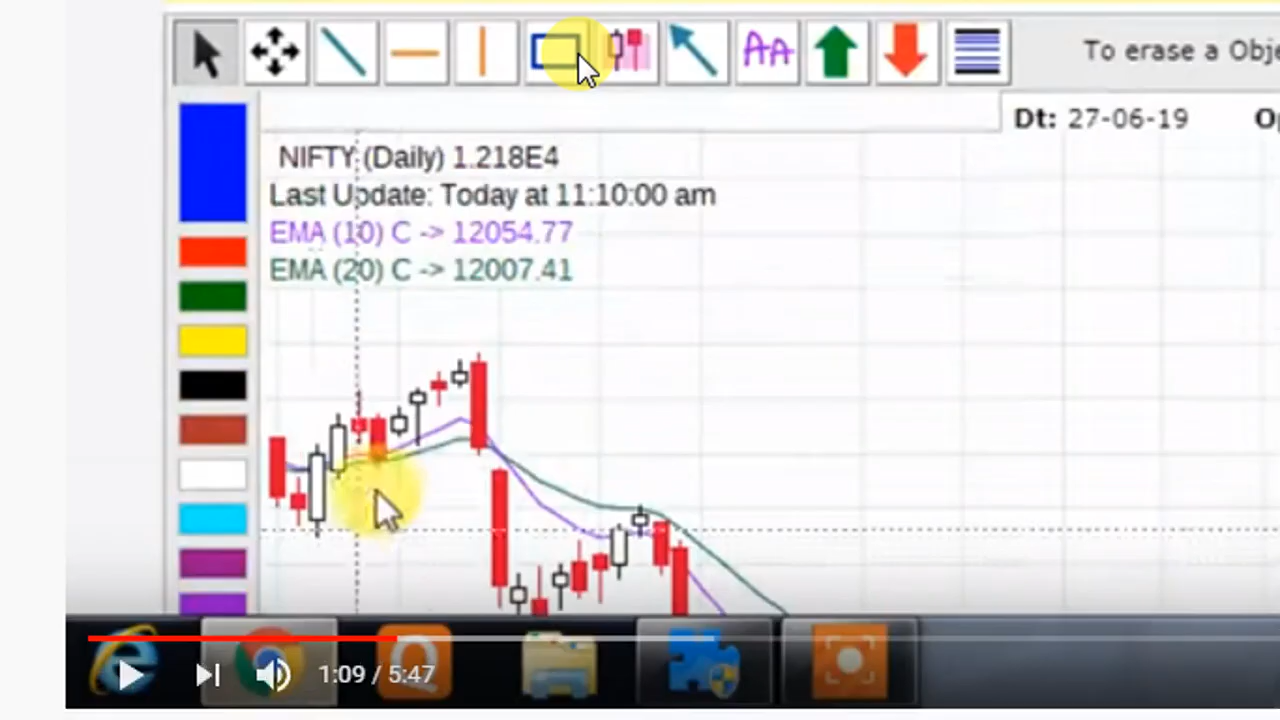 AA
To erase a Obje
Dt: 27-06-19 Op
NIFTY (Daily) 1.218E4
Last Update: Today at 11:10:00 am
EMA (10) C -> 12054.77
EMA (20) C -> 12007.41
1:09 / 5:47